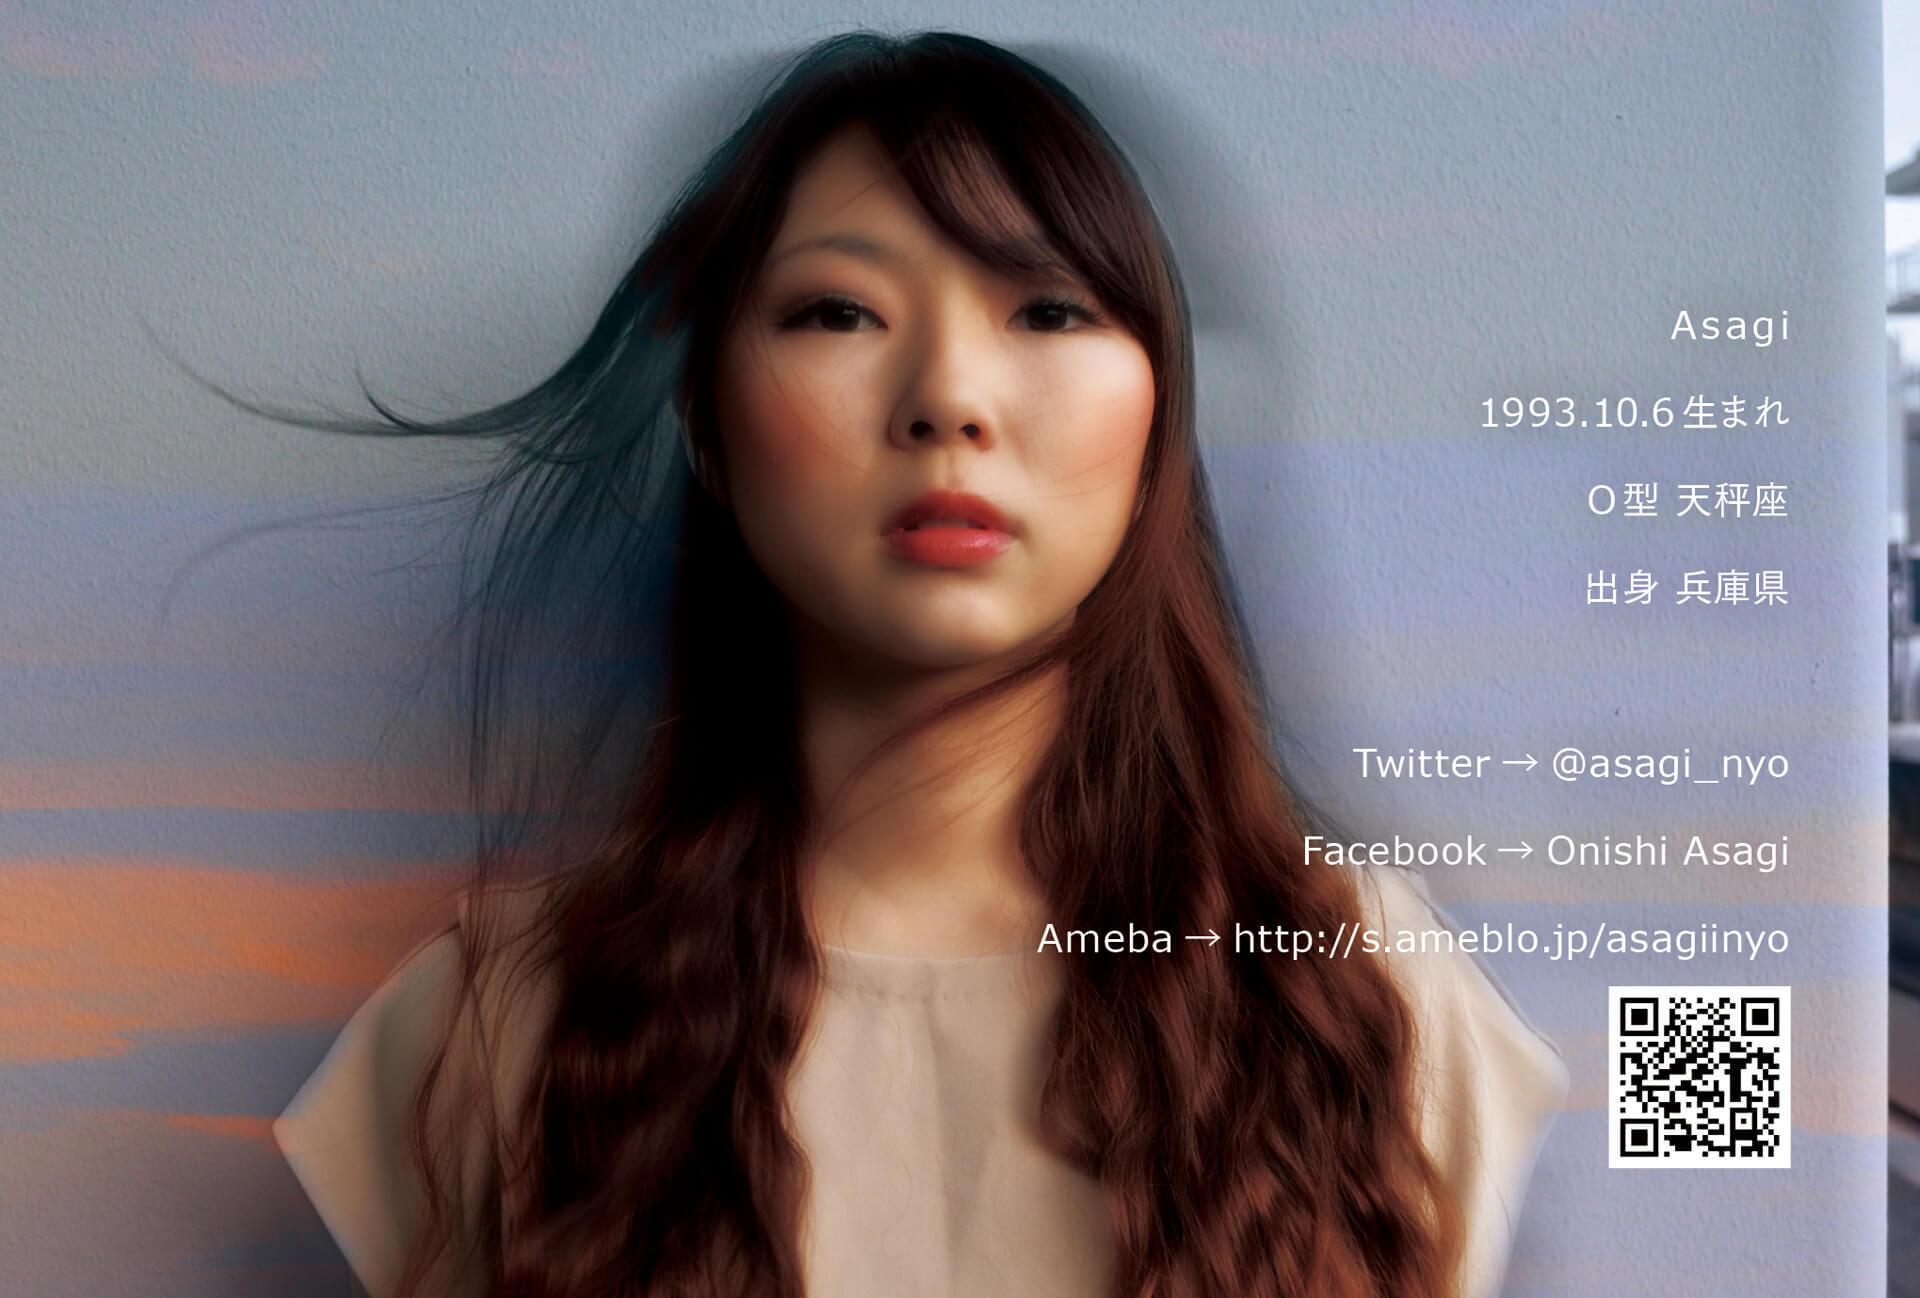 Asagi
1993.10.6生まれ
O型 天秤座
出身 兵庫県
Twitter→@asagi_nyo
Facebook→Onishi Asagi
Ameba→http://s.ameblo.jp/asagiinyo